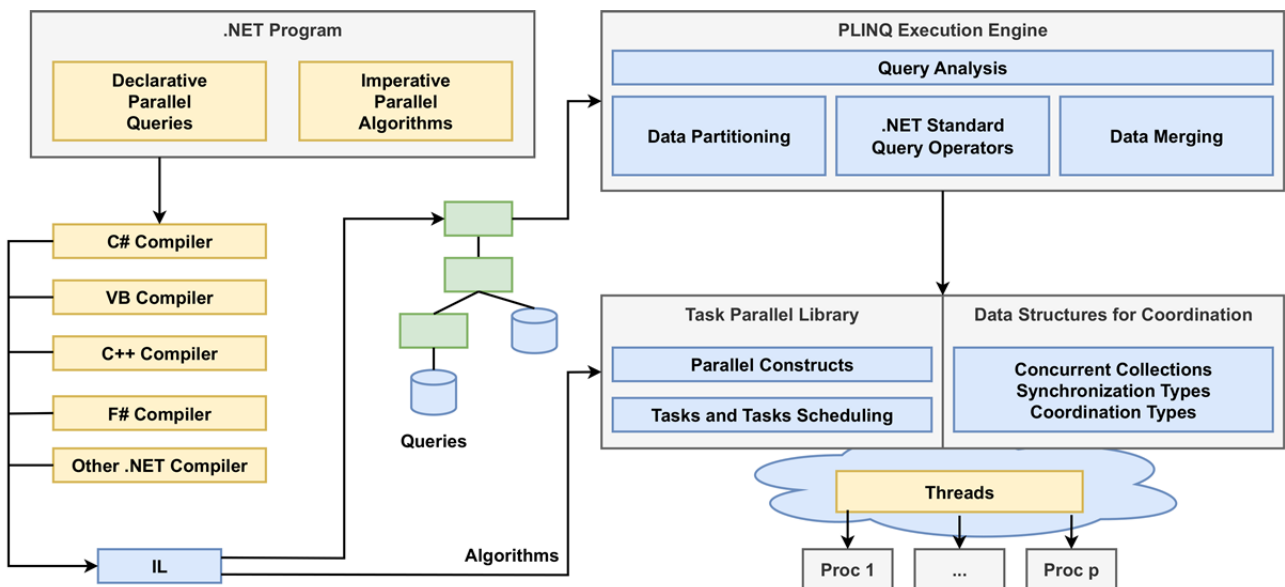 .NET Program
Declarative
Parallel
Queries
Imperative
Parallel
Algorithms
PLINQ Execution Engine
Query Analysis
Data Partitioning
.NET Standard
Query Operators
Data Merging
C# Compiler
VB Compiler
C++ Compiler
F# Compiler
Other .NET Compiler
IL
Queries
Algorithms
Task Parallel Library
Parallel Constructs
Tasks and Tasks Scheduling
Data Structures for Coordination
Concurrent Collections
Synchronization Types
Coordination Types
Threads
Proc 1
...
Proc p